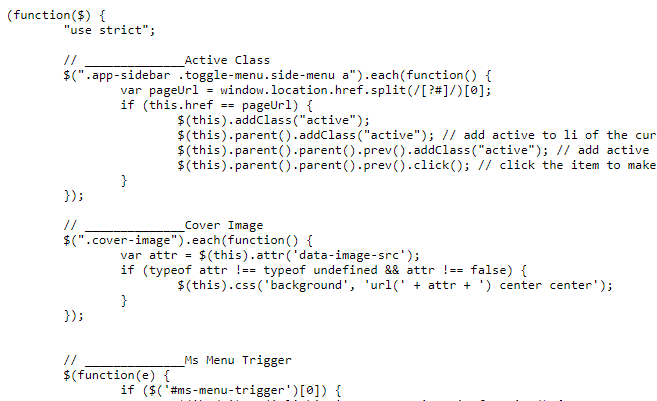 (function($) {
"use strict";
// ______________Active Class
$(".app-sidebar .toggle-menu.side-menu a").each(function() {
var pageUrl = window.location.href.split(/[?#]/)[0];
if (this.href == pageUrl) {
$(this).addClass("active");
$(this).parent().addClass("active"); // add active to li of the cur
$(this).parent().parent().prev().addClass("active"); // add active
$(this).parent().parent().prev().click(); // click the item to make
}
});
// ______________Cover Image
$(".cover-image").each(function() {
var attr = $(this).attr('data-image-src');
if (typeof attr !== typeof undefined && attr !== false) {
$(this).css('background', 'url(' + attr + ') center center');
}
});
// ______________Ms Menu Trigger
$(function(e) {
if ($('#ms-menu-trigger')[0]) {